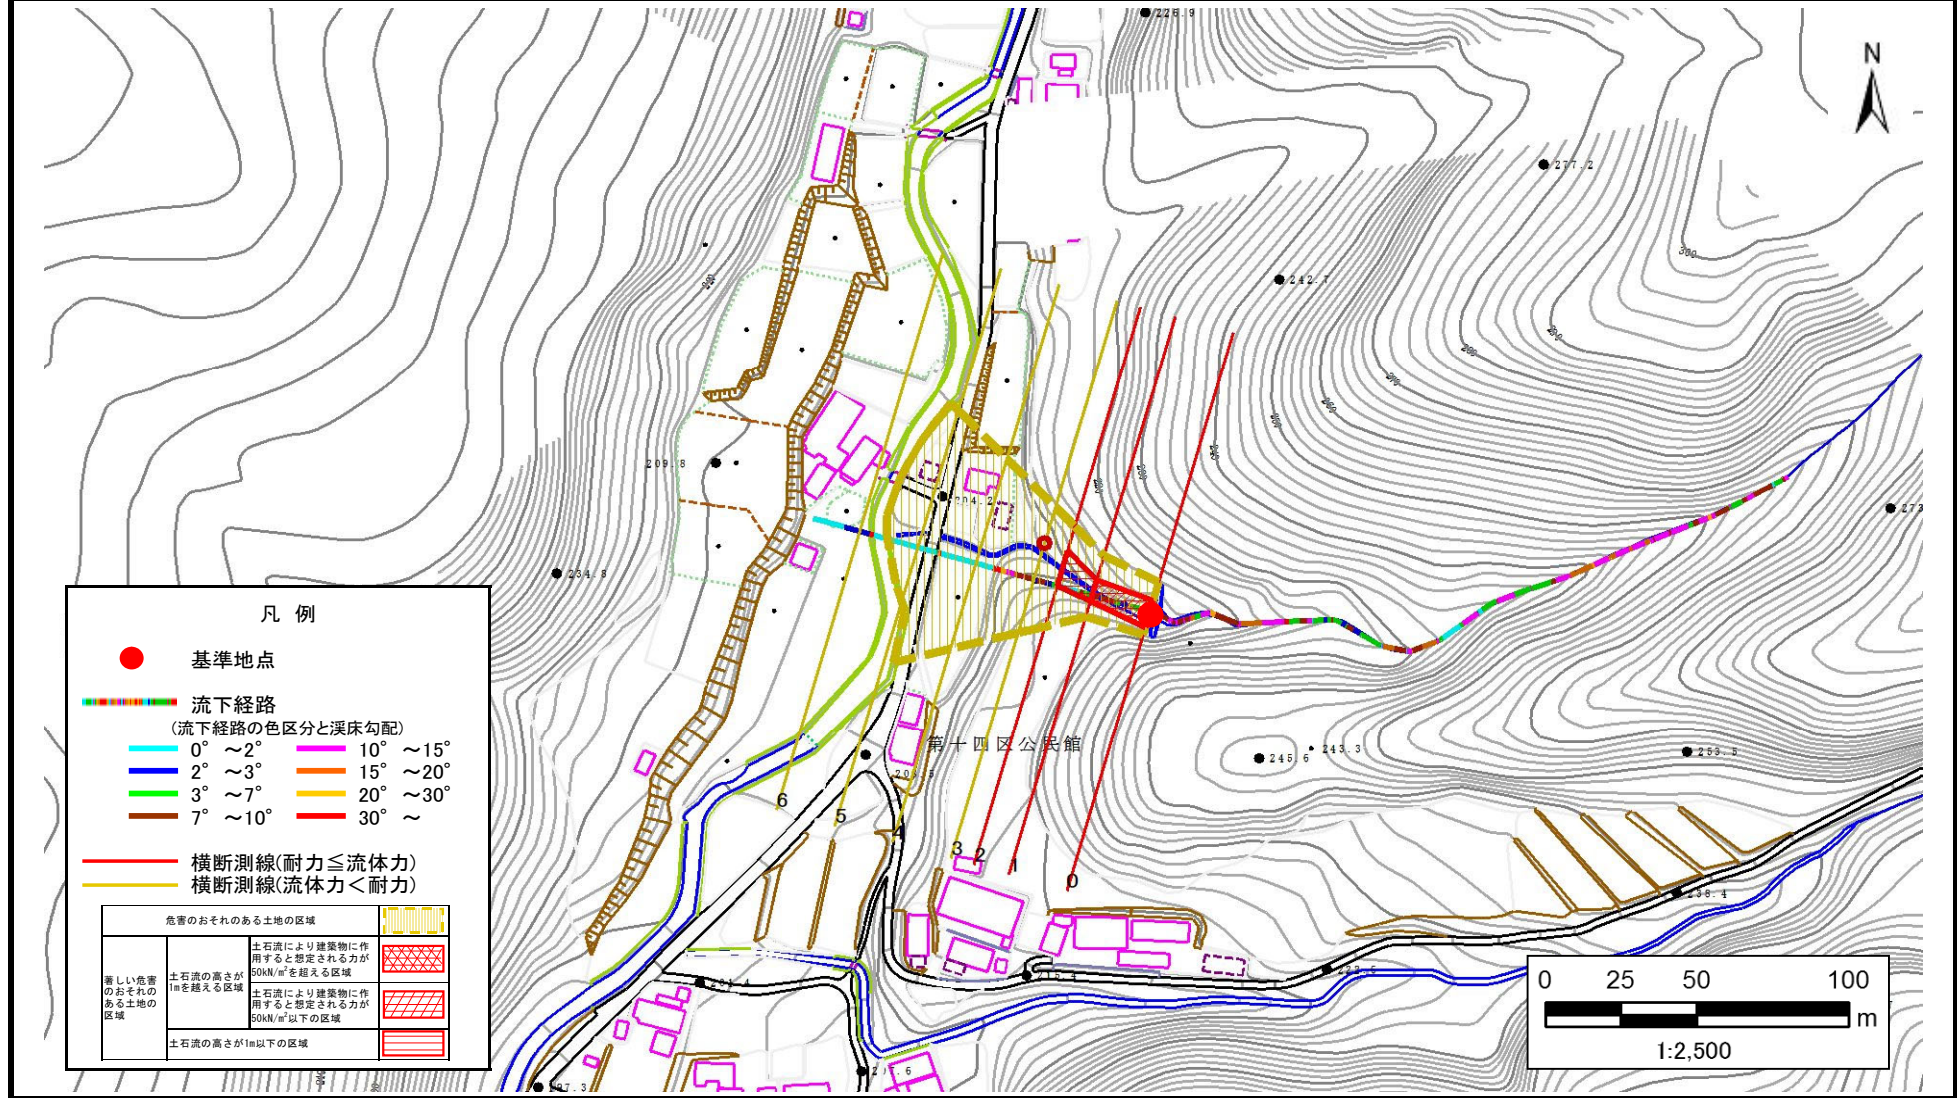 226.9
N
277.2
300
242.7
209.8
204.2
273
234.8
凡 例
基準地点
流下経路
(流下経路の色区分と渓床勾配)
0° ~2° 10° ~15°
2° ~3° 15° ~20°
3° ~7° 20° ~30°
7° ~10° 30° ~
横断測線(耐力≦流体力)
横断測線(流体力<耐力)
危害のおそれのある土地の区域
著しい危害のおそれのある土地の区域
土石流の高さが1mを越える区域
土石流により建築物に作用すると想定される力が50kN/m²を超える区域
土石流により建築物に作用すると想定される力が50kN/m²以下の区域
土石流の高さが1m以下の区域
第十四区公民館
243.3
245.6
253.5
6
5
4
3
2
1
0
238.4
215.4
0 25 50 100
m
1:2,500